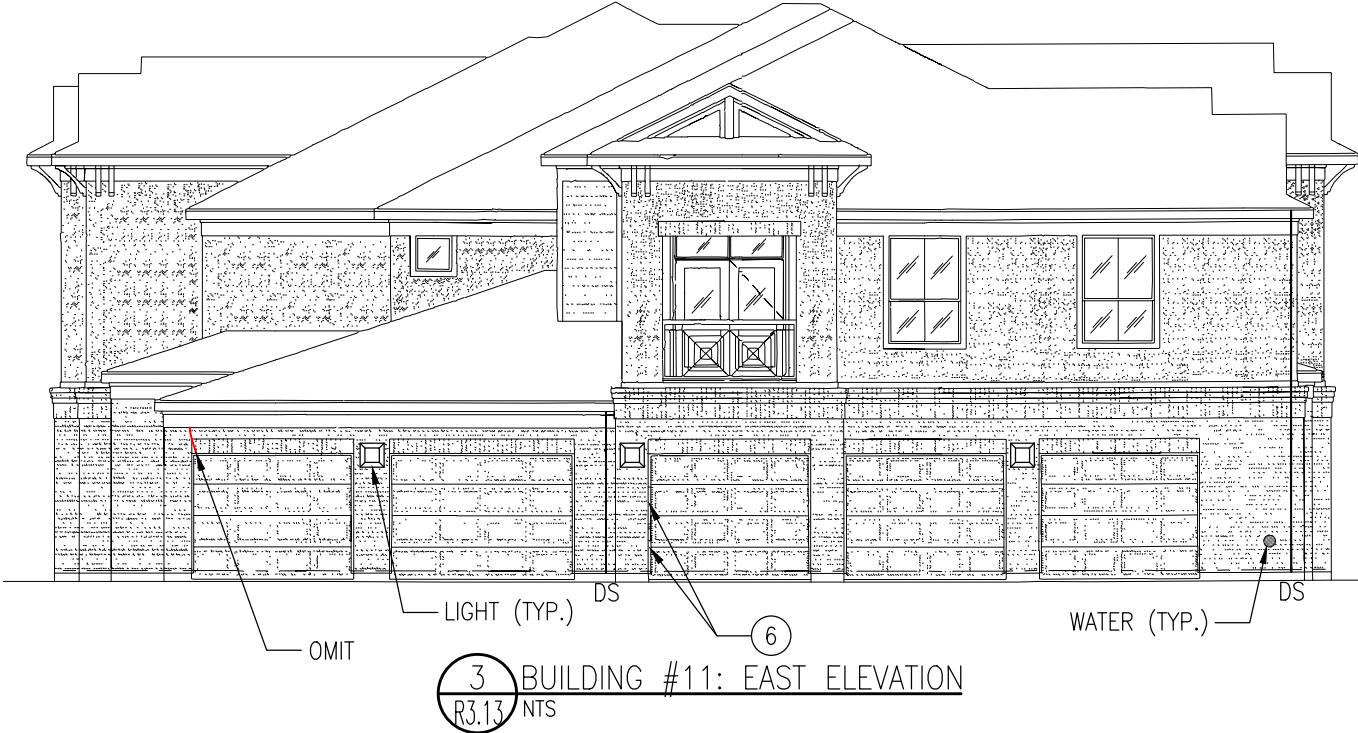 DS
DS
LIGHT (TYP.)
WATER (TYP.)
6
OMIT
3
BUILDING #11: EAST ELEVATION
R3.13
NTS